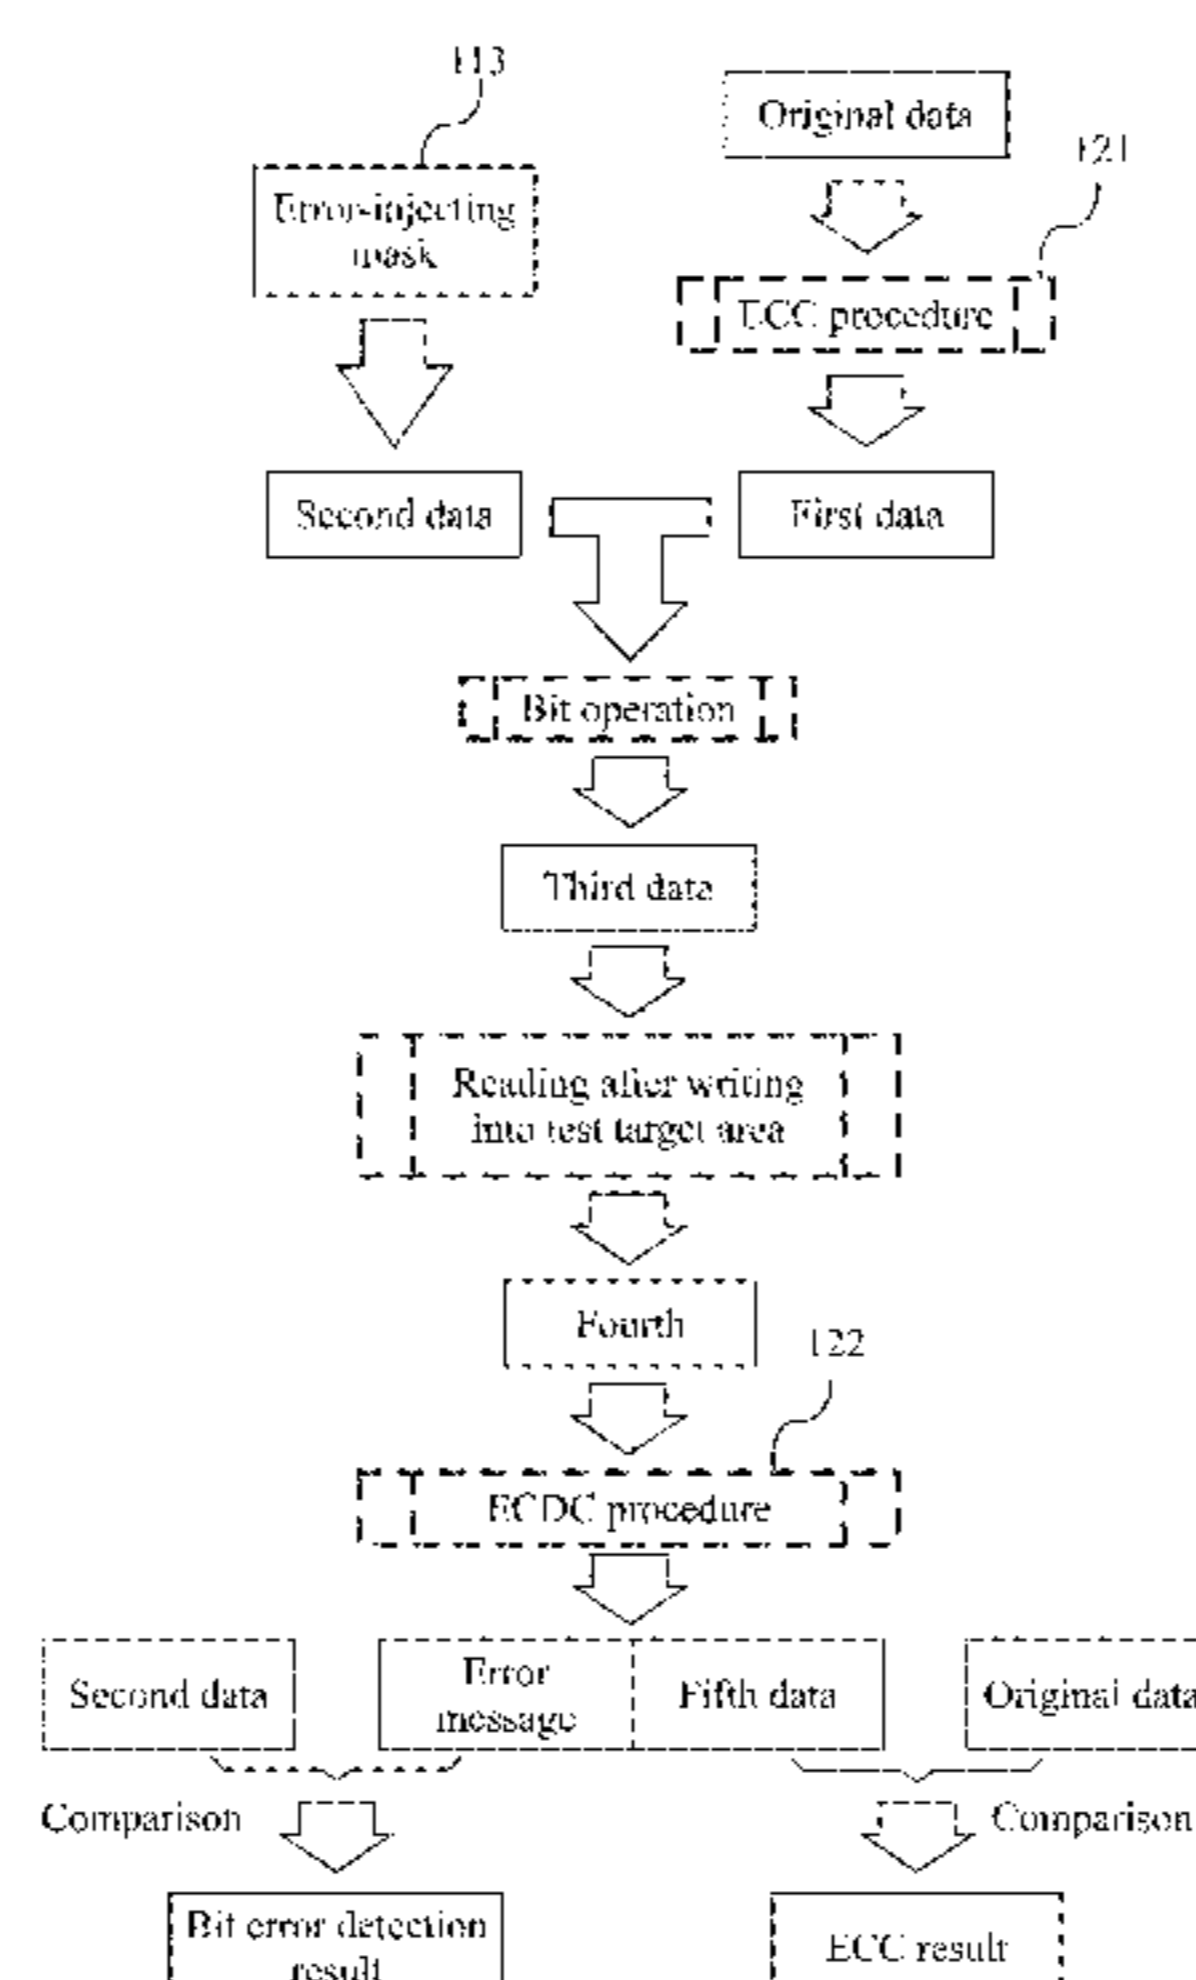 113
Original data
121
Error-injecting
mask
ECC procedure
Second data
First data
Bit operation
Third data
Reading after writing
into test target area
Fourth
122
ECDC procedure
Second data
Error
message
Fifth data
Original data
Comparison
Comparison
Bit error detection
result
ECC result